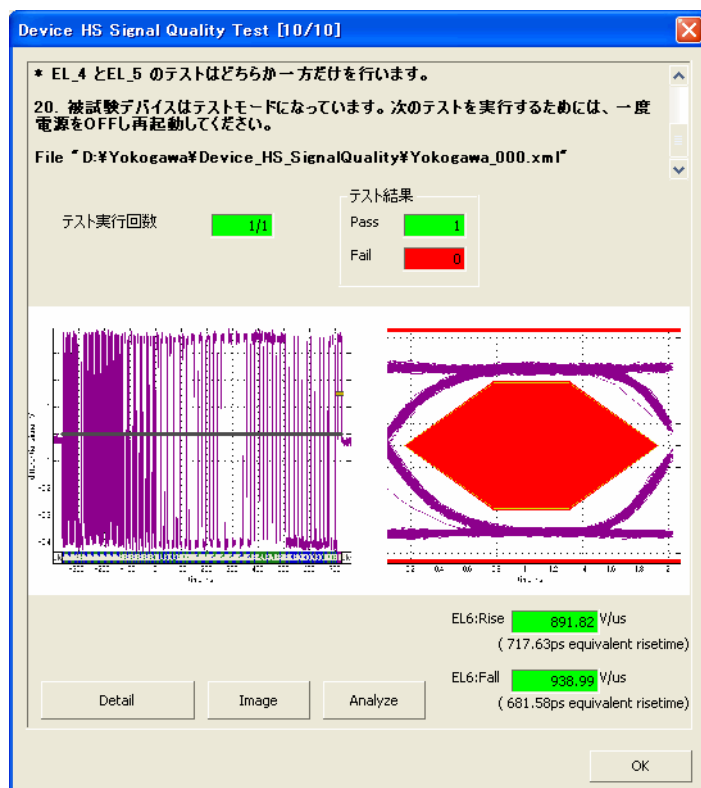 Device HS Signal Quality Test [10/10]
* EL_4 とEL_5 のテストはどちらか一方だけを行います。
20. 被試験デバイスはテストモードになっています。次のテストを実行するためには、一度
電源をOFFし再起動してください。
File "D:¥Yokogawa¥Device_HS_SignalQuality¥Yokogawa_000.xml"
テスト実行回数
1/1
テスト結果
Pass
1
Fail
0
EL6:Rise 891.82 V/us
( 717.63ps equivalent risetime)
EL6:Fall 938.99 V/us
( 681.58ps equivalent risetime)
Detail
Image
Analyze
OK